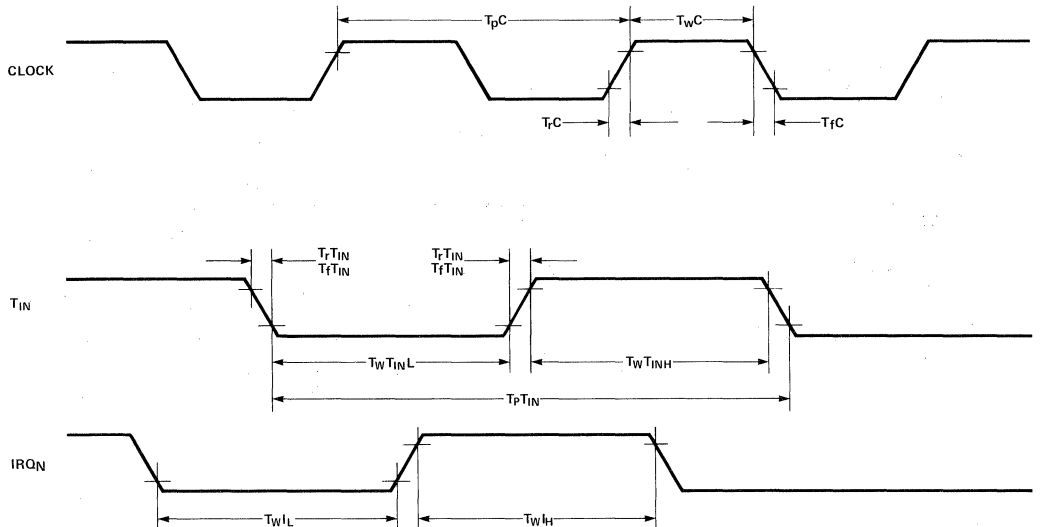 TpC
TwC
CLOCK
TrC
TfC
TrTIN
TfTIN
TrTIN
TfTIN
TIN
TWTINL
TWTINH
TPTIN
IRQN
TWIL
TWIH